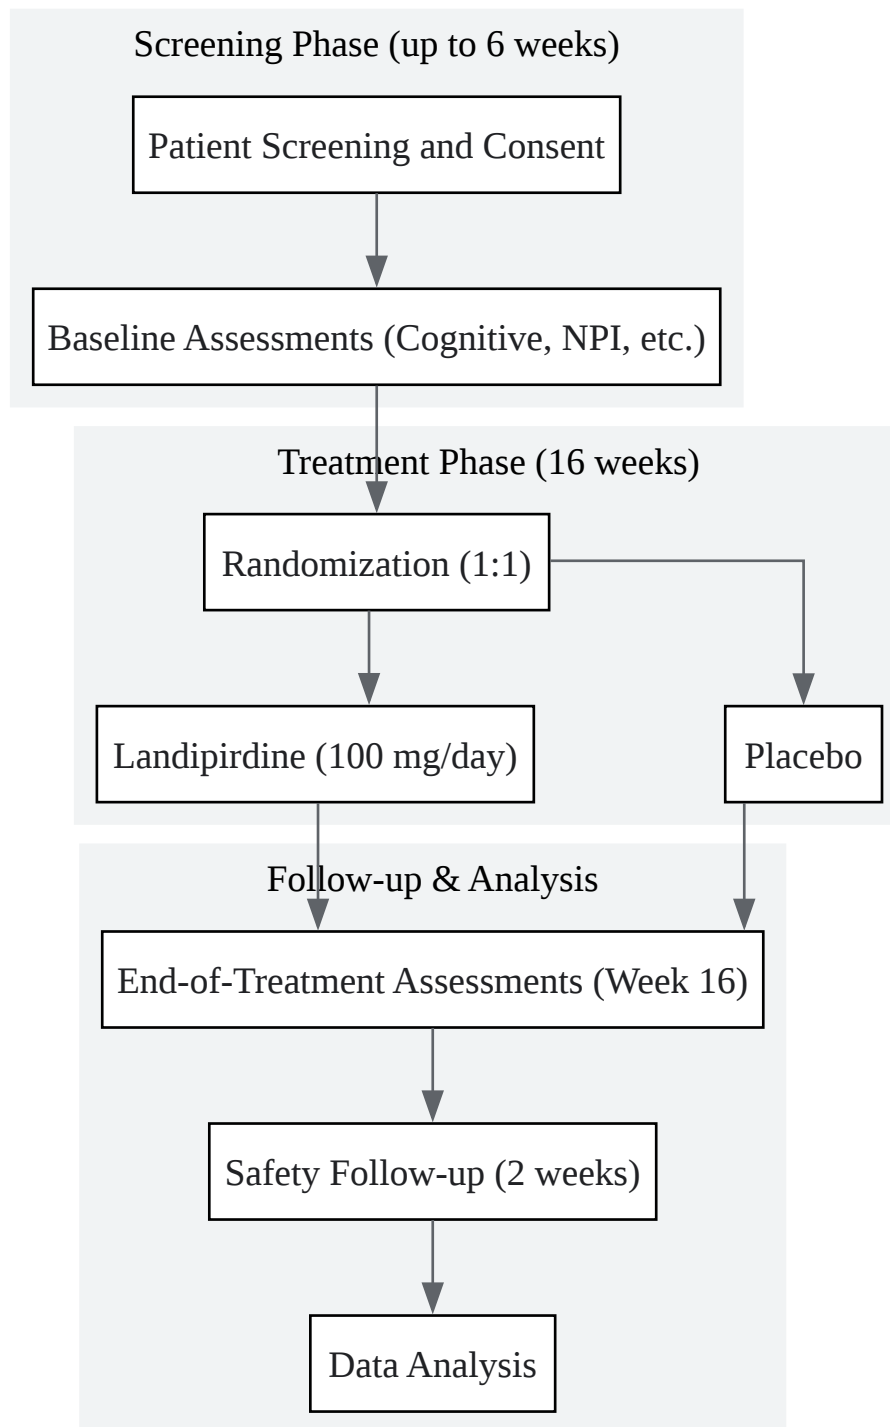 Screening Phase (up to 6 weeks)
Patient Screening and Consent
Baseline Assessments (Cognitive, NPI, etc.)
Treatment Phase (16 weeks)
Randomization (1:1)
Landipirdine (100 mg/day)
Placebo
Follow-up & Analysis
End-of-Treatment Assessments (Week 16)
Safety Follow-up (2 weeks)
Data Analysis